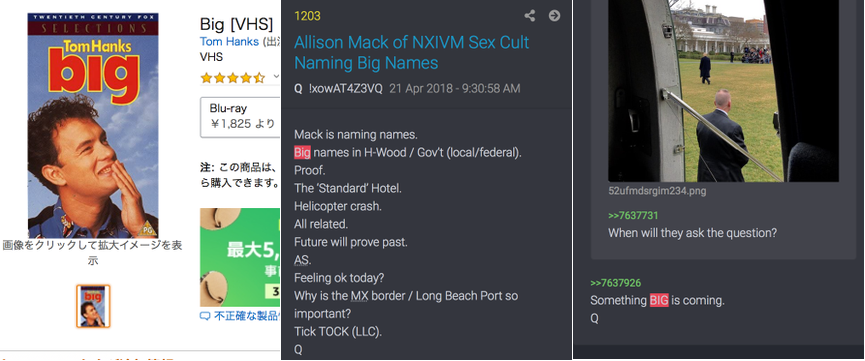 TWENTIETH CENTURY FOX
SELECTIONS
Tom Hanks
big
PG
画像をクリックして拡大イメージを表
示
big
Big [VHS]
Tom Hanks (出
VHS
Blu-ray
￥1,825 より
注: この商品は、
ら購入できます。
最大5,
事
3
不正確な製品
1203
Allison Mack of NXIVM Sex Cult
Naming Big Names
Q !xowAT4Z3VQ 21 Apr 2018 - 9:30:58 AM
Mack is naming names.
Big names in H-Wood / Gov't (local/federal).
Proof.
The 'Standard' Hotel.
Helicopter crash.
All related.
Future will prove past.
AS.
Feeling ok today?
Why is the MX border / Long Beach Port so
important?
Tick TOCK (LLC).
Q
52ufmdsrgim234.png
>>7637731
When will they ask the question?
>>7637926
Something BIG is coming.
Q